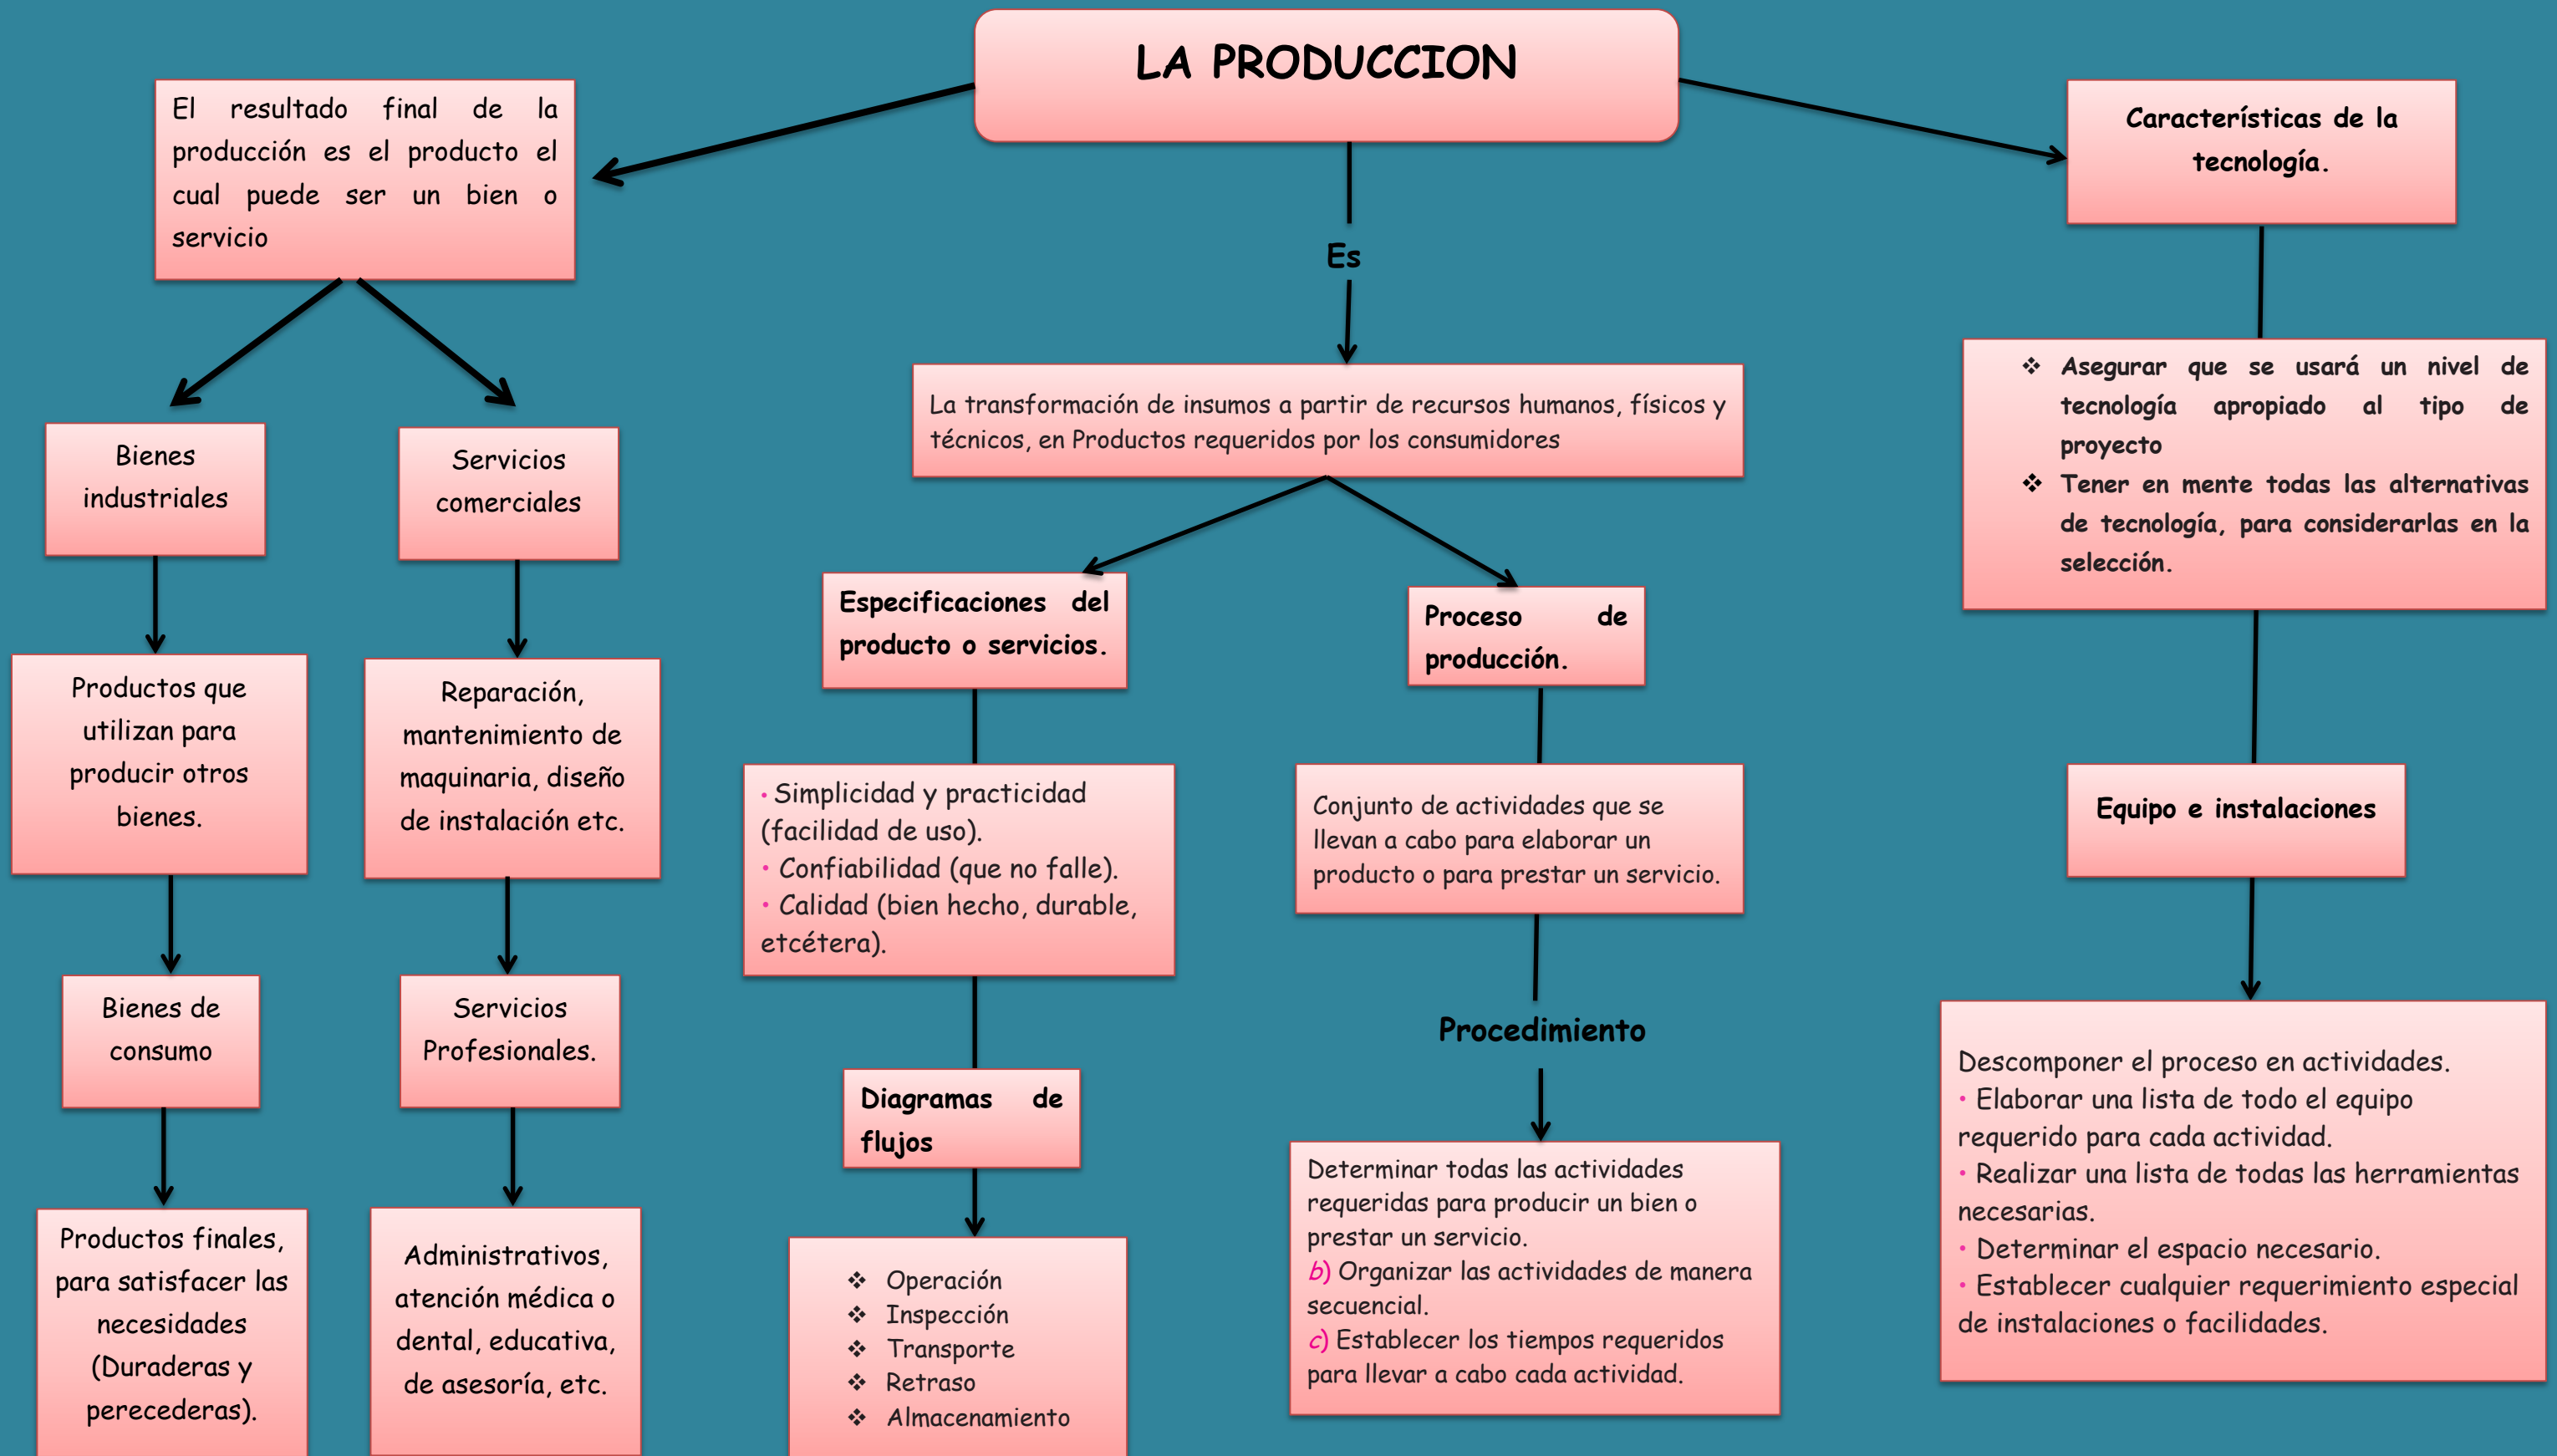 LA PRODUCCION
El resultado final de la
producción es el producto el
cual puede ser un bien o
servicio
Bienes
industriales
Productos que
utilizan para
producir otros
bienes.
Bienes de
consumo
Productos finales,
para satisfacer las
necesidades
(Duraderas y
perecederas).
Servicios
comerciales
Reparación,
mantenimiento de
maquinaria, diseño
de instalación etc.
Servicios
Profesionales.
Administrativos,
atención médica o
dental, educativa,
de asesoría, etc.
Es
La transformación de insumos a partir de recursos humanos, físicos y
técnicos, en Productos requeridos por los consumidores
Especificaciones del
producto o servicios.
• Simplicidad y practicidad
(facilidad de uso).
• Confiabilidad (que no falle).
• Calidad (bien hecho, durable,
etcétera).
Diagramas de
flujos
❖ Operación
❖ Inspección
❖ Transporte
❖ Retraso
❖ Almacenamiento
Proceso de
producción.
Conjunto de actividades que se
llevan a cabo para elaborar un
producto o para prestar un servicio.
Procedimiento
Determinar todas las actividades
requeridas para producir un bien o
prestar un servicio.
b) Organizar las actividades de manera
secuencial.
c) Establecer los tiempos requeridos
para llevar a cabo cada actividad.
Característícas de la
tecnología.
❖ Asegurar que se usará un nivel de
tecnología apropiado al tipo de
proyecto
❖ Tener en mente todas las alternativas
de tecnología, para considerarlas en la
selección.
Equipo e instalaciones
Descomponer el proceso en actividades.
• Elaborar una lista de todo el equipo
requerido para cada actividad.
• Realizar una lista de todas las herramientas
necesarias.
• Determinar el espacio necesario.
• Establecer cualquier requerimiento especial
de instalaciones o facilidades.